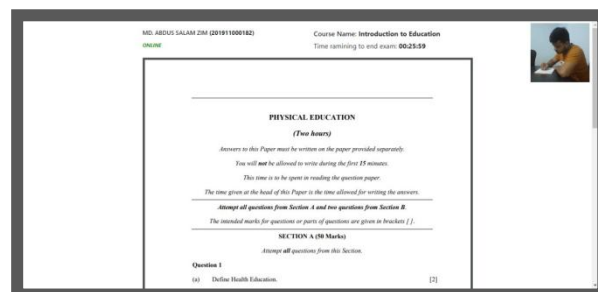 MD. ABDUS SALAM ZIM (201911000162)
Course Name: Introduction to Education
ONLINE
Time ramining to end exam: 00:25:59
PHYSICAL EDUCATION
(Two hours)
Answers to this Paper must be written on the paper provided separately.
You will not be allowed to write during the first 15 minutes.
This time is to be spent in reading the question paper.
The time given at the head of this Paper is the time allowed for writing the answers.
Attempt all questions from Section A and two questions from Section B.
The intended marks for questions or parts of questions are given in brackets [ ].
SECTION A (50 Marks)
Attempt all questions from this Section.
Question 1
(a) Define Health Education. [2]